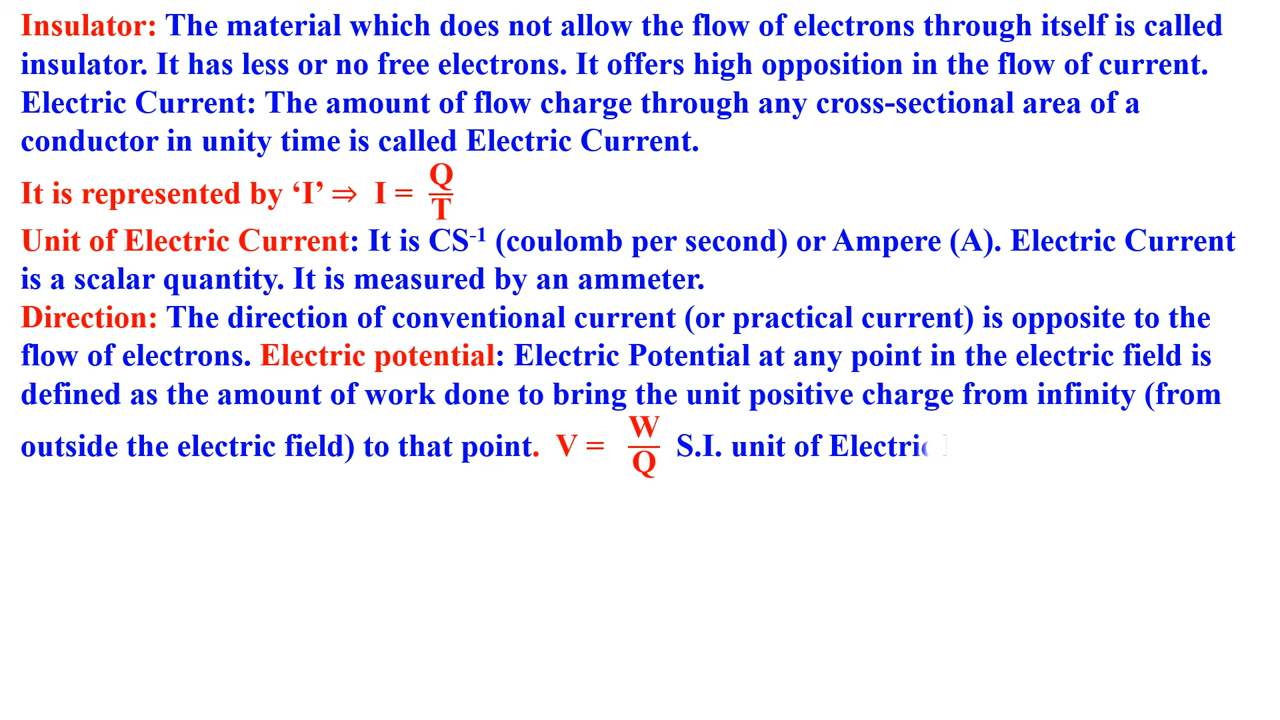 Insulator: The material which does not allow the flow of electrons through itself is called
insulator. It has less or no free electrons. It offers high opposition in the flow of current.
Electric Current: The amount of flow charge through any cross-sectional area of a
conductor in unity time is called Electric Current.
It is represented by ‘I’ ⇒ I = Q/T
Unit of Electric Current: It is CS⁻¹ (coulomb per second) or Ampere (A). Electric Current
is a scalar quantity. It is measured by an ammeter.
Direction: The direction of conventional current (or practical current) is opposite to the
flow of electrons. Electric potential: Electric Potential at any point in the electric field is
defined as the amount of work done to bring the unit positive charge from infinity (from
outside the electric field) to that point. V = W/Q S.I. unit of Electric